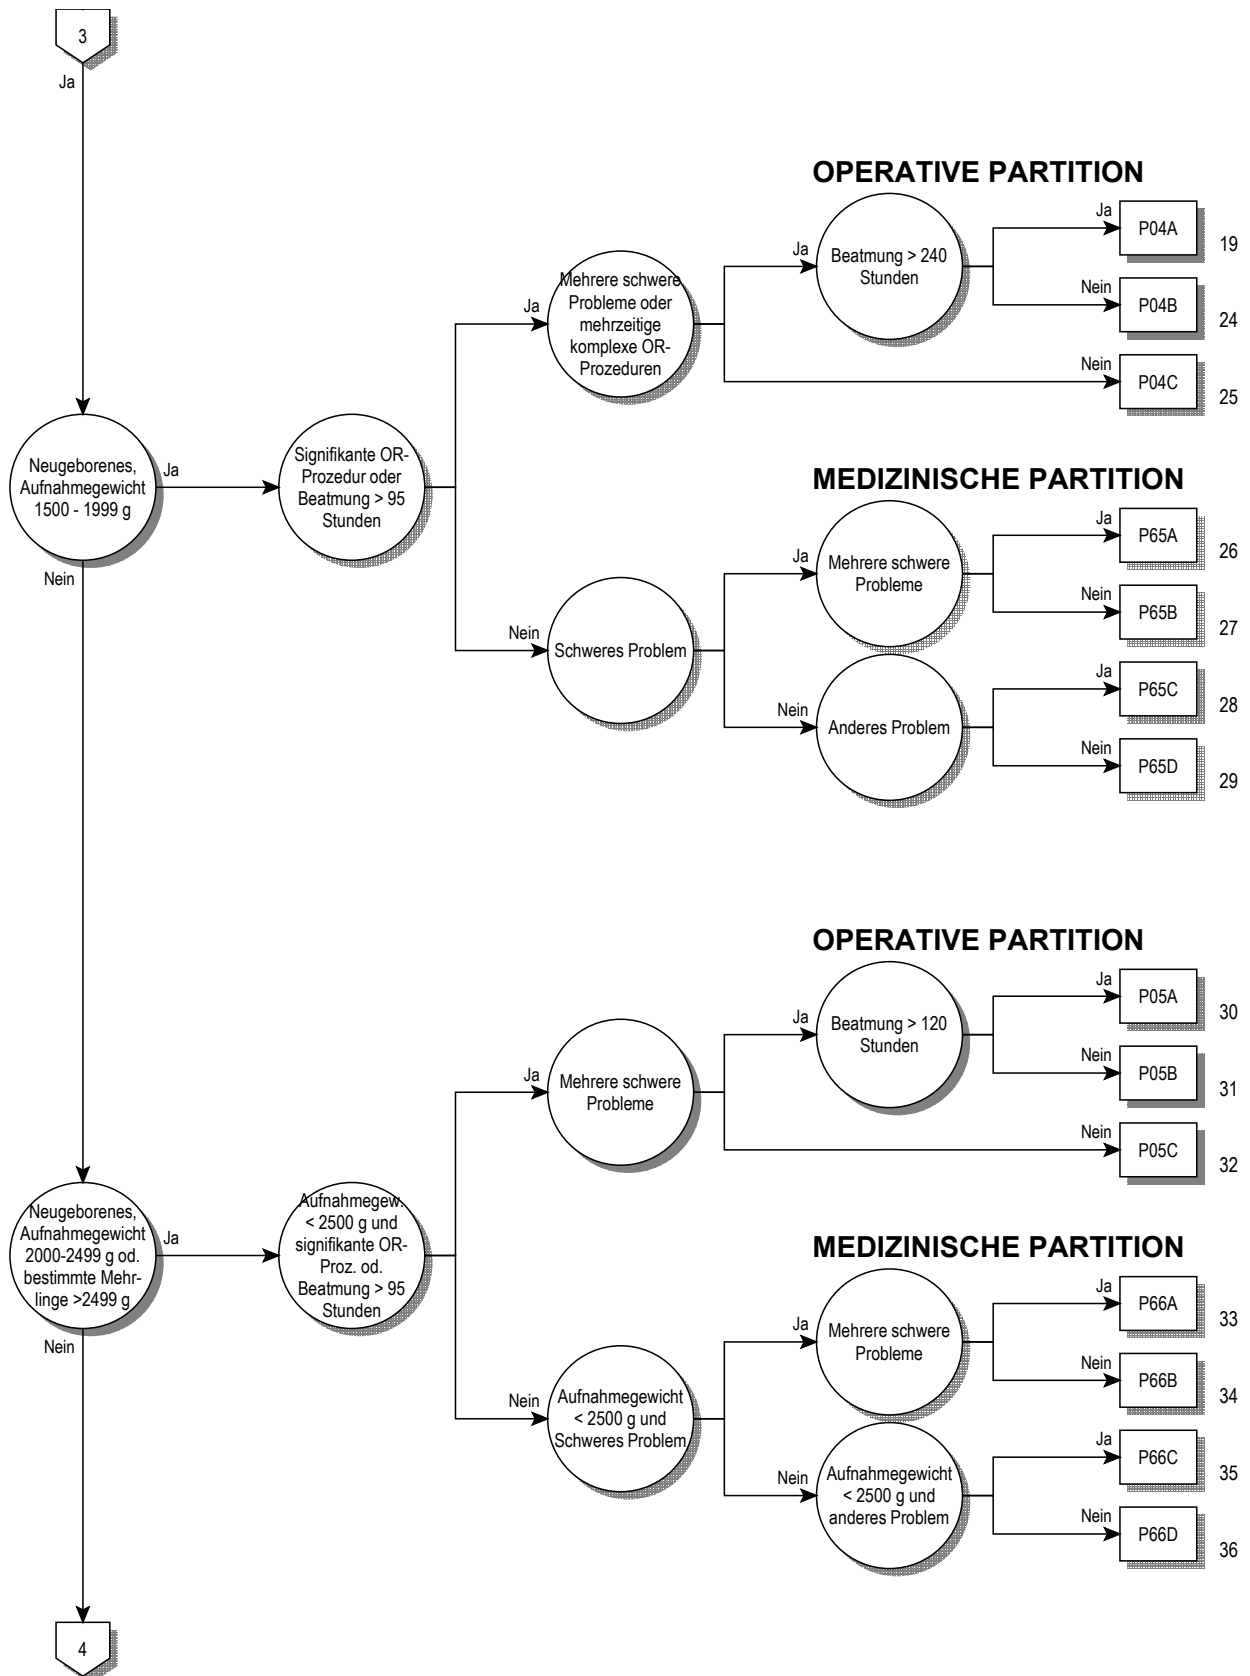 3
Ja
OPERATIVE PARTITION
Ja
P04A
19
Ja
Beatmung > 240
Stunden
Nein
P04B
24
Ja
Mehrere schwere
Probleme oder
mehrzeitige
komplexe OR-
Prozeduren
Nein
P04C
25
Neugeborenes,
Aufnahmegewicht
1500 - 1999 g
Ja
Signifikante OR-
Prozedur oder
Beatmung > 95
Stunden
MEDIZINISCHE PARTITION
Ja
P65A
26
Ja
Mehrere schwere
Probleme
Nein
P65B
27
Nein
Nein
Schweres Problem
Ja
P65C
28
Nein
Anderes Problem
Nein
P65D
29
OPERATIVE PARTITION
Ja
P05A
30
Ja
Beatmung > 120
Stunden
Nein
P05B
31
Ja
Mehrere schwere
Probleme
Nein
P05C
32
Neugeborenes,
Aufnahmegewicht
2000-2499 g od.
bestimmte Mehr-
linge >2499 g
Ja
Aufnahmegew.
< 2500 g und
signifikante OR-
Proz. od.
Beatmung > 95
Stunden
MEDIZINISCHE PARTITION
Ja
P66A
33
Ja
Mehrere schwere
Probleme
Nein
P66B
34
Nein
Nein
Aufnahmegewicht
< 2500 g und
Schweres Problem
Ja
P66C
35
Nein
Aufnahmegewicht
< 2500 g und
anderes Problem
Nein
P66D
36
4